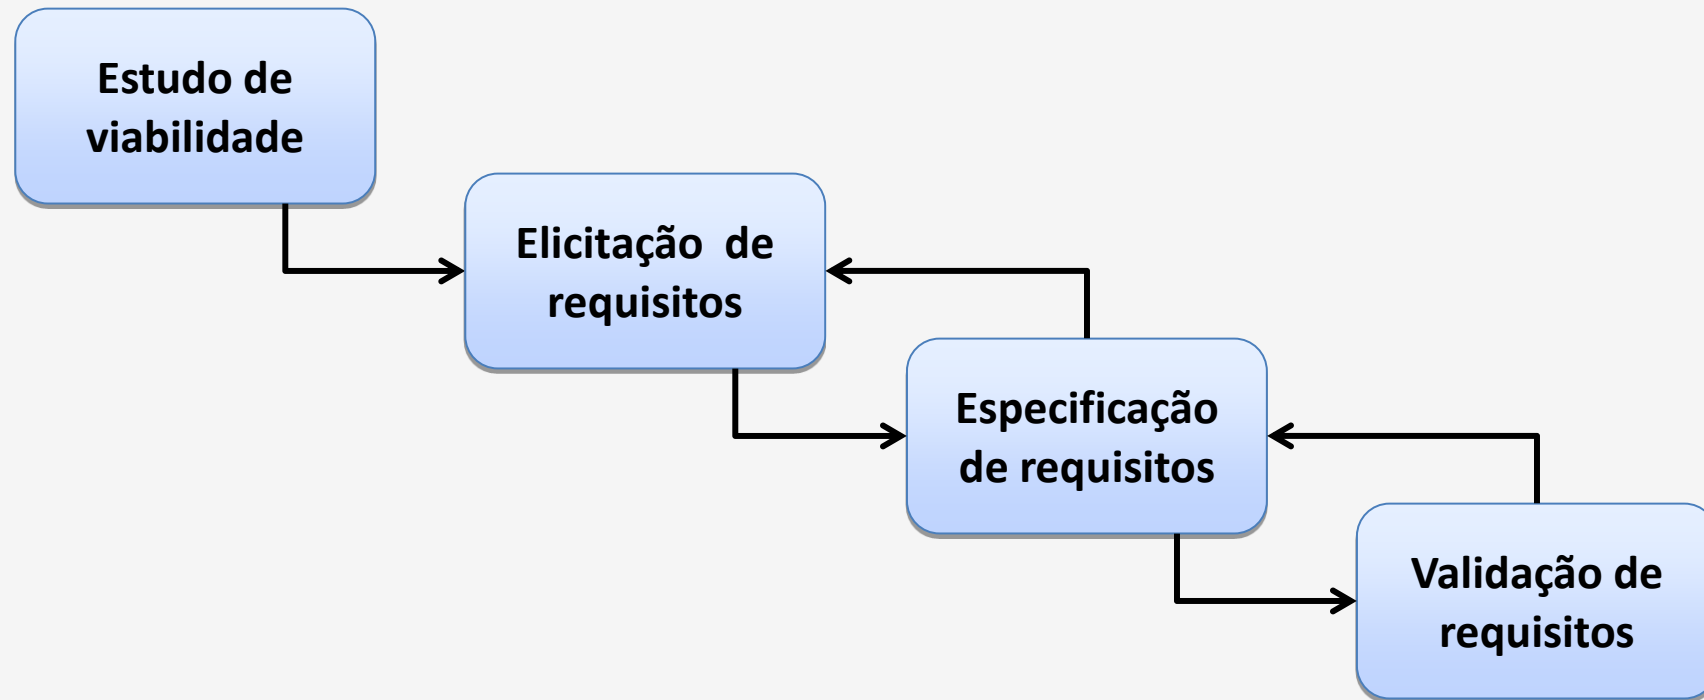 Estudo de
viabilidade
Elicitação  de
requisitos
Especificação
de requisitos
Validação de
requisitos